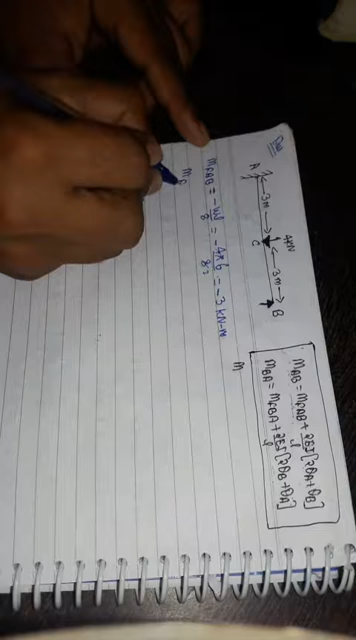 4kN
A ← 3m → ← 3m → B
C
MFAB = -wl/8 = -4×6/8 = -3 kN-m
MF
MAB = MFAB + 2EI/l [2θA + θB]
MBA = MFBA + 2EI/l [2θB + θA]
M